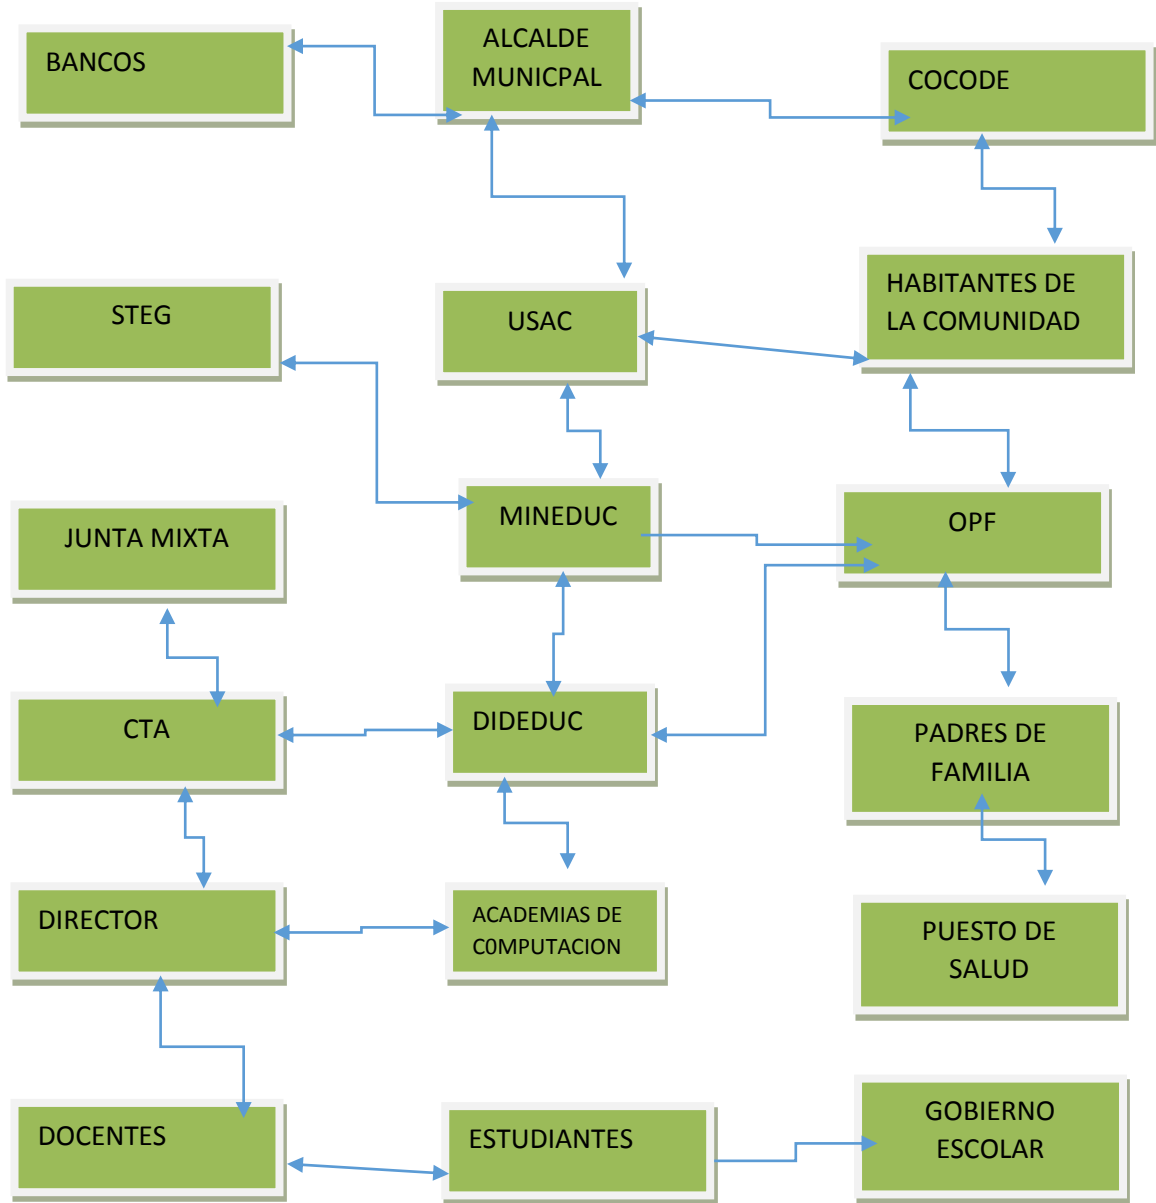 BANCOS
ALCALDE
MUNICPAL
COCODE
STEG
USAC
HABITANTES DE
LA COMUNIDAD
JUNTA MIXTA
MINEDUC
OPF
CTA
DIDEDUC
PADRES DE
FAMILIA
DIRECTOR
ACADEMIAS DE
C0MPUTACION
PUESTO DE
SALUD
DOCENTES
ESTUDIANTES
GOBIERNO
ESCOLAR